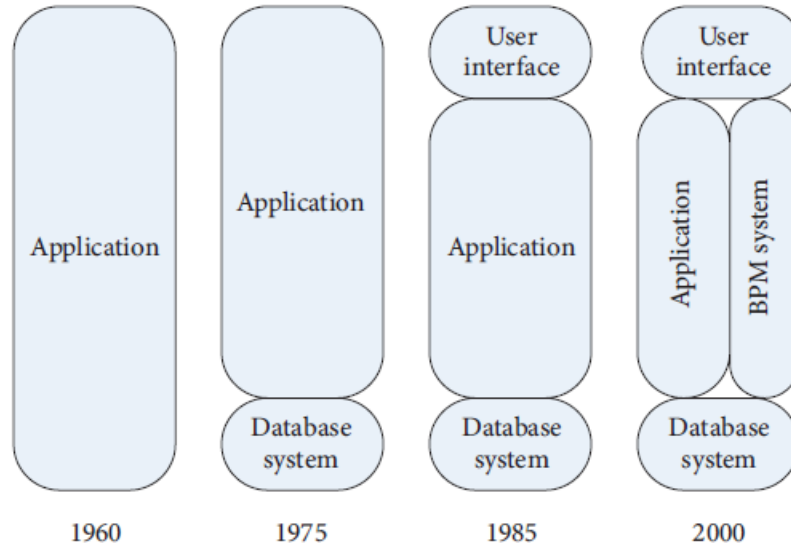 Application
1960
Application
Database
system
1975
User
interface
Application
Database
system
1985
User
interface
Application
BPM system
Database
system
2000